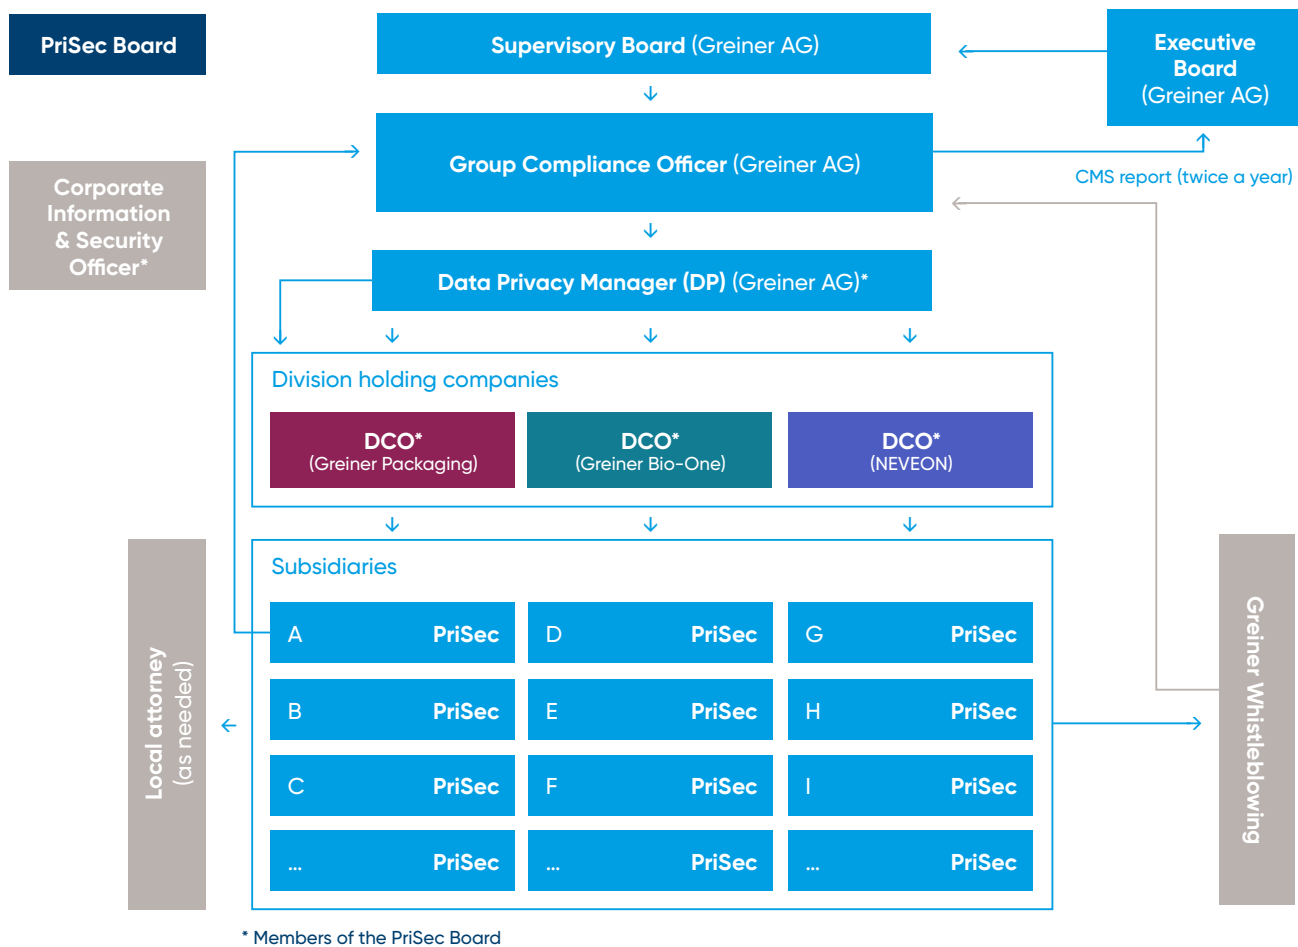 PriSec Board
Supervisory Board (Greiner AG)
Executive
Board
(Greiner AG)
Group Compliance Officer (Greiner AG)
CMS report (twice a year)
Corporate
Information
& Security
Officer*
Data Privacy Manager (DP) (Greiner AG)*
Division holding companies
DCO*
(Greiner Packaging)
DCO*
(Greiner Bio-One)
DCO*
(NEVEON)
Subsidiaries
A PriSec
D PriSec
G PriSec
B PriSec
E PriSec
H PriSec
C PriSec
F PriSec
I PriSec
... PriSec
... PriSec
... PriSec
Local attorney
(as needed)
Greiner Whistleblowing
* Members of the PriSec Board